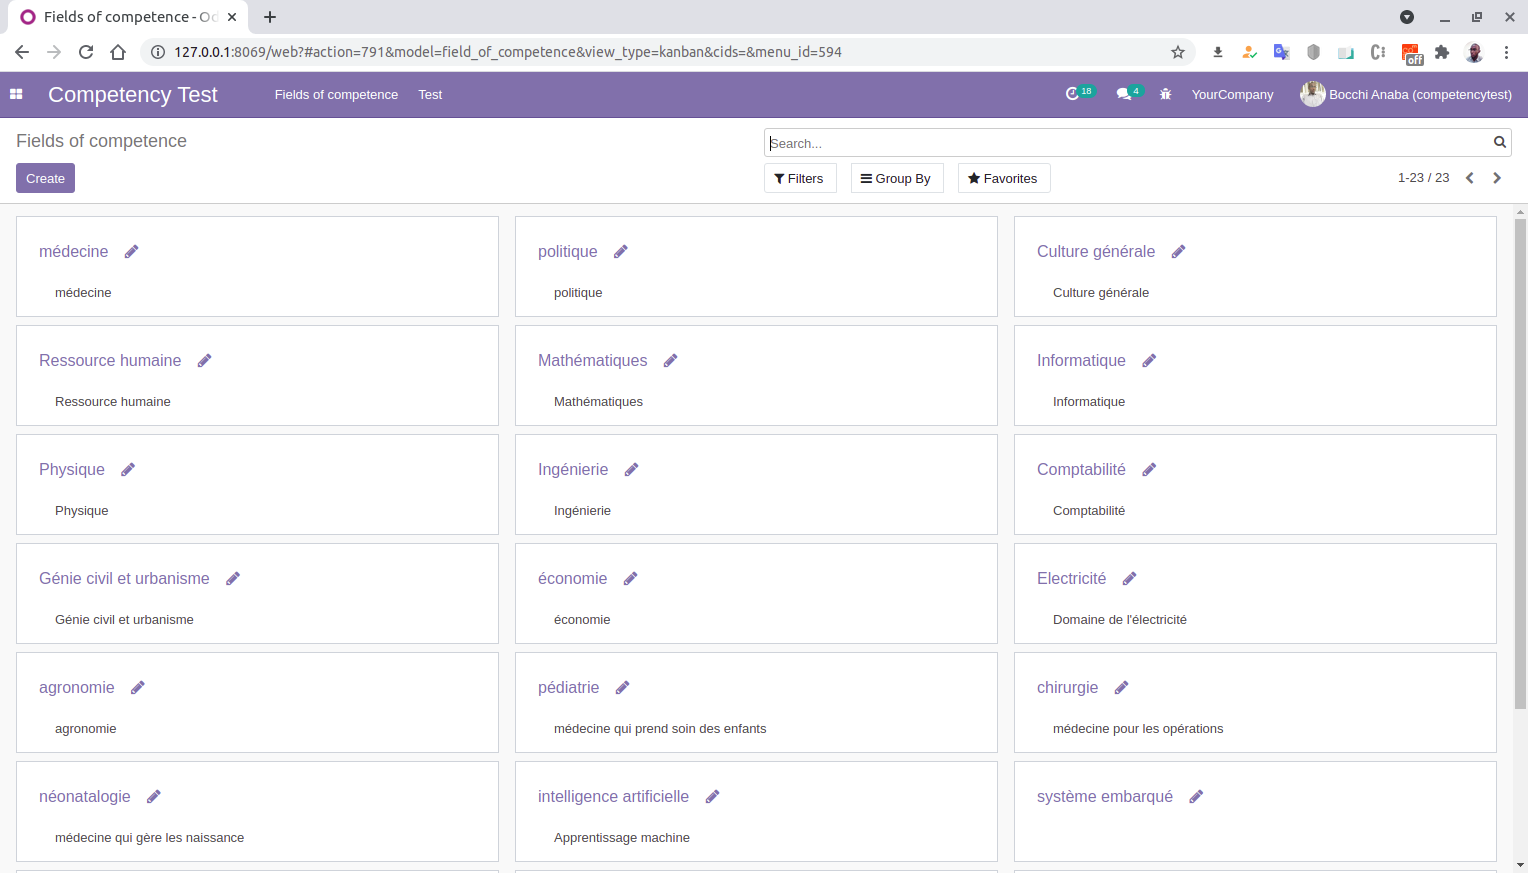 Fields of competence - Od
127.0.0.1:8069/web?#action=791&model=field_of_competence&view_type=kanban&cids=&menu_id=594
off
Competency Test
Fields of competence
Test
18
4
YourCompany
Bocchi Anaba (competencytest)
Fields of competence
Search...
Create
Filters
Group By
Favorites
1-23 / 23
médecine
médecine
politique
politique
Culture générale
Culture générale
Ressource humaine
Ressource humaine
Mathématiques
Mathématiques
Informatique
Informatique
Physique
Physique
Ingénierie
Ingénierie
Comptabilité
Comptabilité
Génie civil et urbanisme
Génie civil et urbanisme
économie
économie
Electricité
Domaine de l'électricité
agronomie
agronomie
pédiatrie
médecine qui prend soin des enfants
chirurgie
médecine pour les opérations
néonatalogie
médecine qui gère les naissance
intelligence artificielle
Apprentissage machine
système embarqué